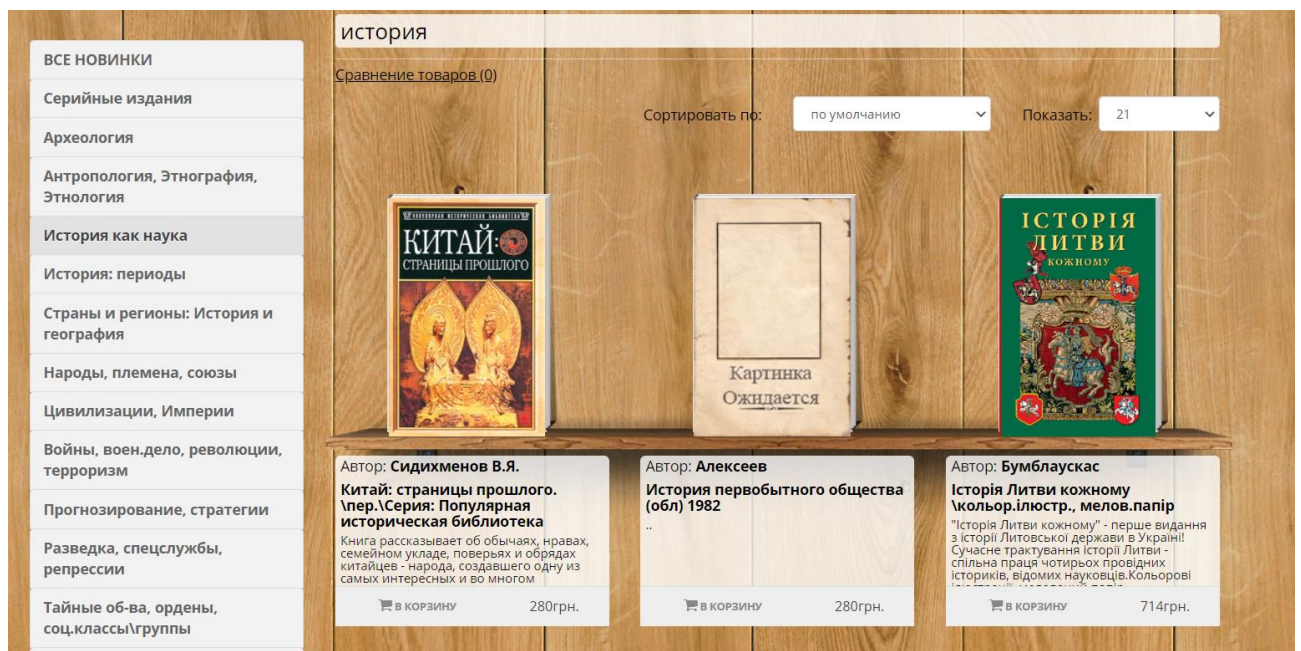 ВСЕ НОВИНКИ
Серийные издания
Археология
Антропология, Этнография,
Этнология
История как наука
История: периоды
Страны и регионы: История и
география
Народы, племена, союзы
Цивилизации, Империи
Войны, воен.дело, революции,
терроризм
Прогнозирование, стратегии
Разведка, спецслужбы,
репрессии
Тайные об-ва, ордены,
соц.классы\группы
история
Сравнение товаров (0)
Сортировать по: по умолчанию Показать: 21
ПОПУЛЯРНАЯ ИСТОРИЧЕСКАЯ БИБЛИОТЕКА
КИТАЙ:
СТРАНИЦЫ ПРОШЛОГО
Картинка
Ожидается
ІСТОРІЯ
ЛИТВИ
КОЖНОМУ
Автор: Сидихменов В.Я.
Китай: страницы прошлого.
\пер.\Серия: Популярная
историческая библиотека
Книга рассказывает об обычаях, нравах,
семейном укладе, поверьях и обрядах
китайцев - народа, создавшего одну из
самых интересных и во многом
В КОРЗИНУ 280грн.
Автор: Алексеев
История первобытного общества
(обл) 1982
..
В КОРЗИНУ 280грн.
Автор: Бумблаускас
Історія Литви кожному
\кольор.ілюстр., мелов.папір
"Історія Литви кожному" - перше видання
з історії Литовської держави в Україні!
Сучасне трактування історії Литви -
спільна праця чотирьох провідних
істориків, відомих науковців.Кольорові
В КОРЗИНУ 714грн.